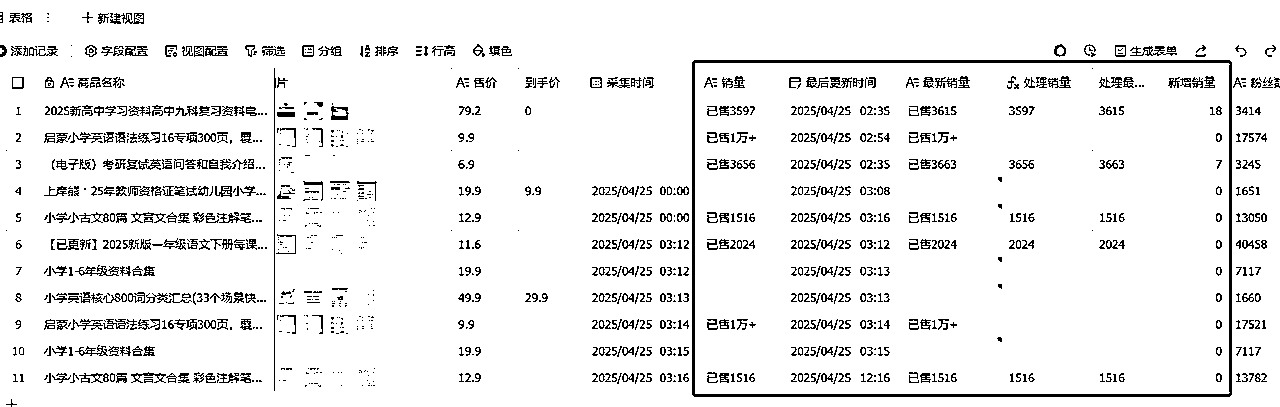 表格 ⋮ + 新建视图
添加记录 字段配置 视图配置 筛选 分组 排序 行高 填色 生成表单
商品名称 片 售价 到手价 采集时间 销量 最后更新时间 最新销量 处理销量 处理最... 新增销量 粉丝数
1 2025新高中学习资料高中九科复习资料电... 79.2 0 已售3597 2025/04/25 02:35 已售3615 3597 3615 18 3414
2 启蒙小学英语语法练习16专项300页,覆... 9.9 已售1万+ 2025/04/25 02:54 已售1万+ 0 17574
3 (电子版)考研复试英语问答和自我介绍... 6.9 已售3656 2025/04/25 02:35 已售3663 3656 3663 7 3245
4 上岸熊·25年教师资格证笔试幼儿园小学... 19.9 9.9 2025/04/25 00:00 2025/04/25 03:08 0 1651
5 小学小古文80篇 文言文合集 彩色注解笔... 12.9 2025/04/25 00:00 已售1516 2025/04/25 03:16 已售1516 1516 1516 0 13050
6 【已更新】2025新版一年级语文下册每课... 11.6 2025/04/25 03:12 已售2024 2025/04/25 03:12 已售2024 2024 2024 0 40458
7 小学1-6年级资料合集 19.9 2025/04/25 03:12 2025/04/25 03:13 0 7117
8 小学英语核心800词分类汇总(33个场景快... 49.9 29.9 2025/04/25 03:13 2025/04/25 03:13 0 1660
9 启蒙小学英语语法练习16专项300页,覆... 9.9 2025/04/25 03:14 已售1万+ 2025/04/25 03:14 已售1万+ 0 17521
10 小学1-6年级资料合集 19.9 2025/04/25 03:15 2025/04/25 03:15 0 7117
11 小学小古文80篇 文言文合集 彩色注解笔... 12.9 2025/04/25 03:16 已售1516 2025/04/25 12:16 已售1516 1516 1516 0 13782